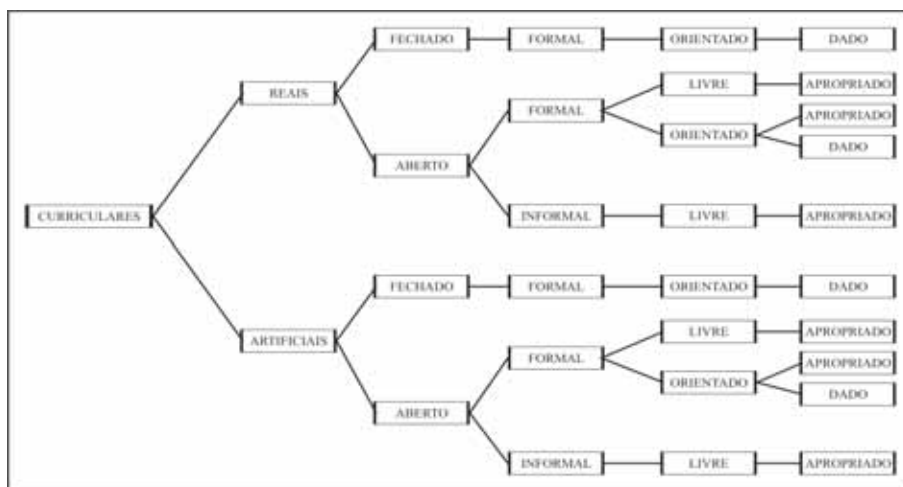 FECHADO FORMAL ORIENTADO DADO
LIVRE APROPRIADO
REAIS
FORMAL APROPRIADO
ORIENTADO
DADO
ABERTO
CURRICULARES INFORMAL LIVRE APROPRIADO
FECHADO FORMAL ORIENTADO DADO
LIVRE APROPRIADO
ARTIFICIAIS
FORMAL APROPRIADO
ORIENTADO
DADO
ABERTO
INFORMAL LIVRE APROPRIADO